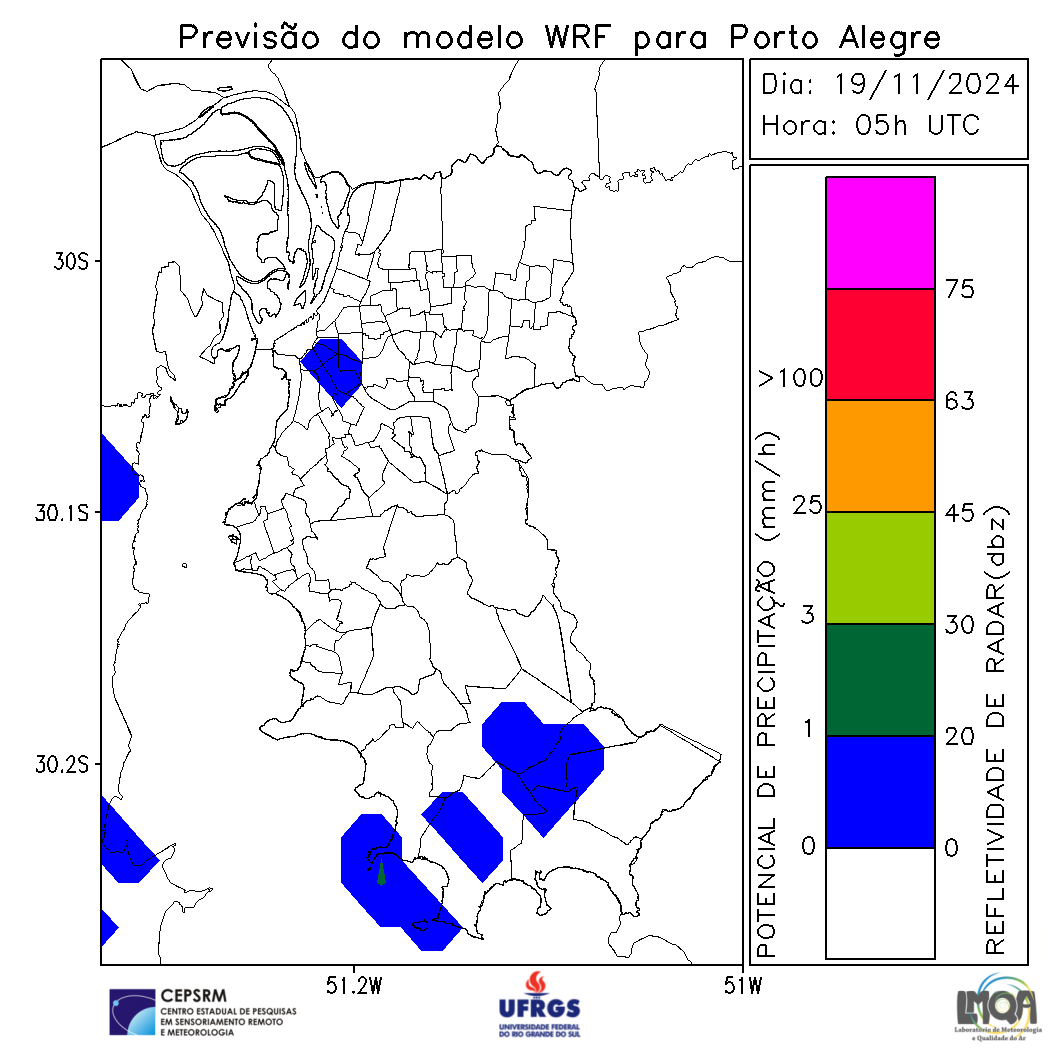 Previsão do modelo WRF para Porto Alegre
Dia: 19/11/2024
Hora: 05h UTC
30S
30.1S
30.2S
51.2W
51W
>100
25
3
1
0
75
63
45
30
20
0
POTENCIAL DE PRECIPITAÇÃO (mm/h)
REFLETIVIDADE DE RADAR(dbz)
CEPSRM
CENTRO ESTADUAL DE PESQUISAS
EM SENSORIAMENTO REMOTO
E METEOROLOGIA
UFRGS
UNIVERSIDADE FEDERAL
DO RIO GRANDE DO SUL
LMQA
Laboratório de Meteorologia
e Qualidade do Ar